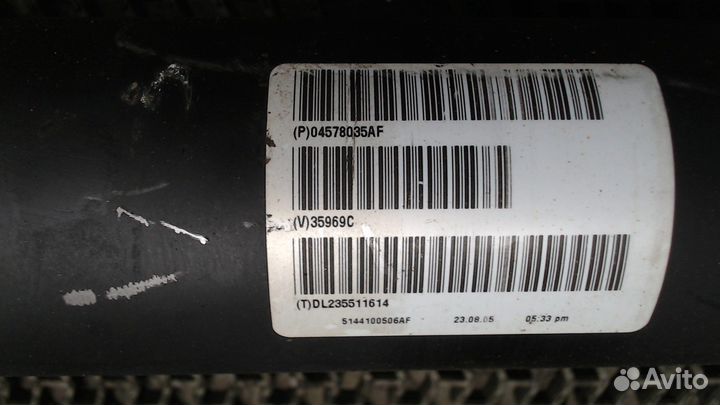 (P)04578035AF
(V)35969C
(T)DL235511614
5144100506AF 23.08.05 05:33 pm
Avito